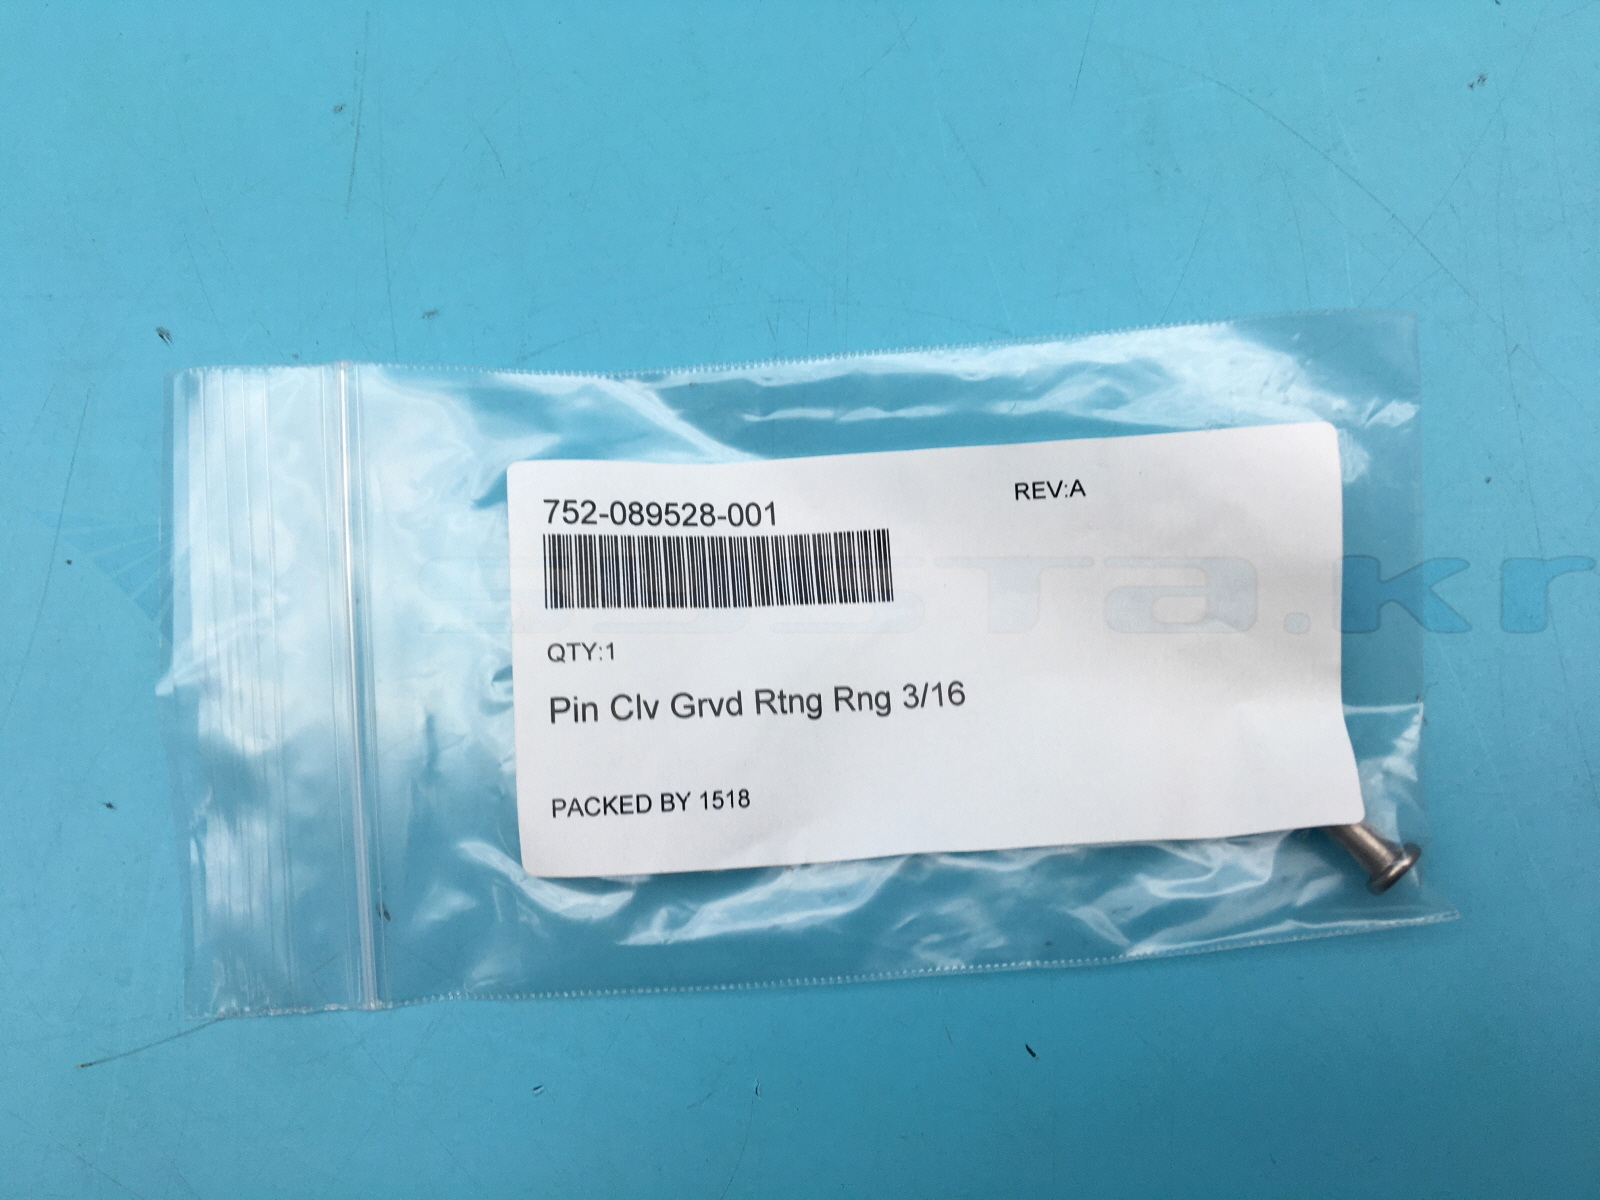 752-089528-001
REV:A
QTY:1
Pin Clv Grvd Rtng Rng 3/16
PACKED BY 1518